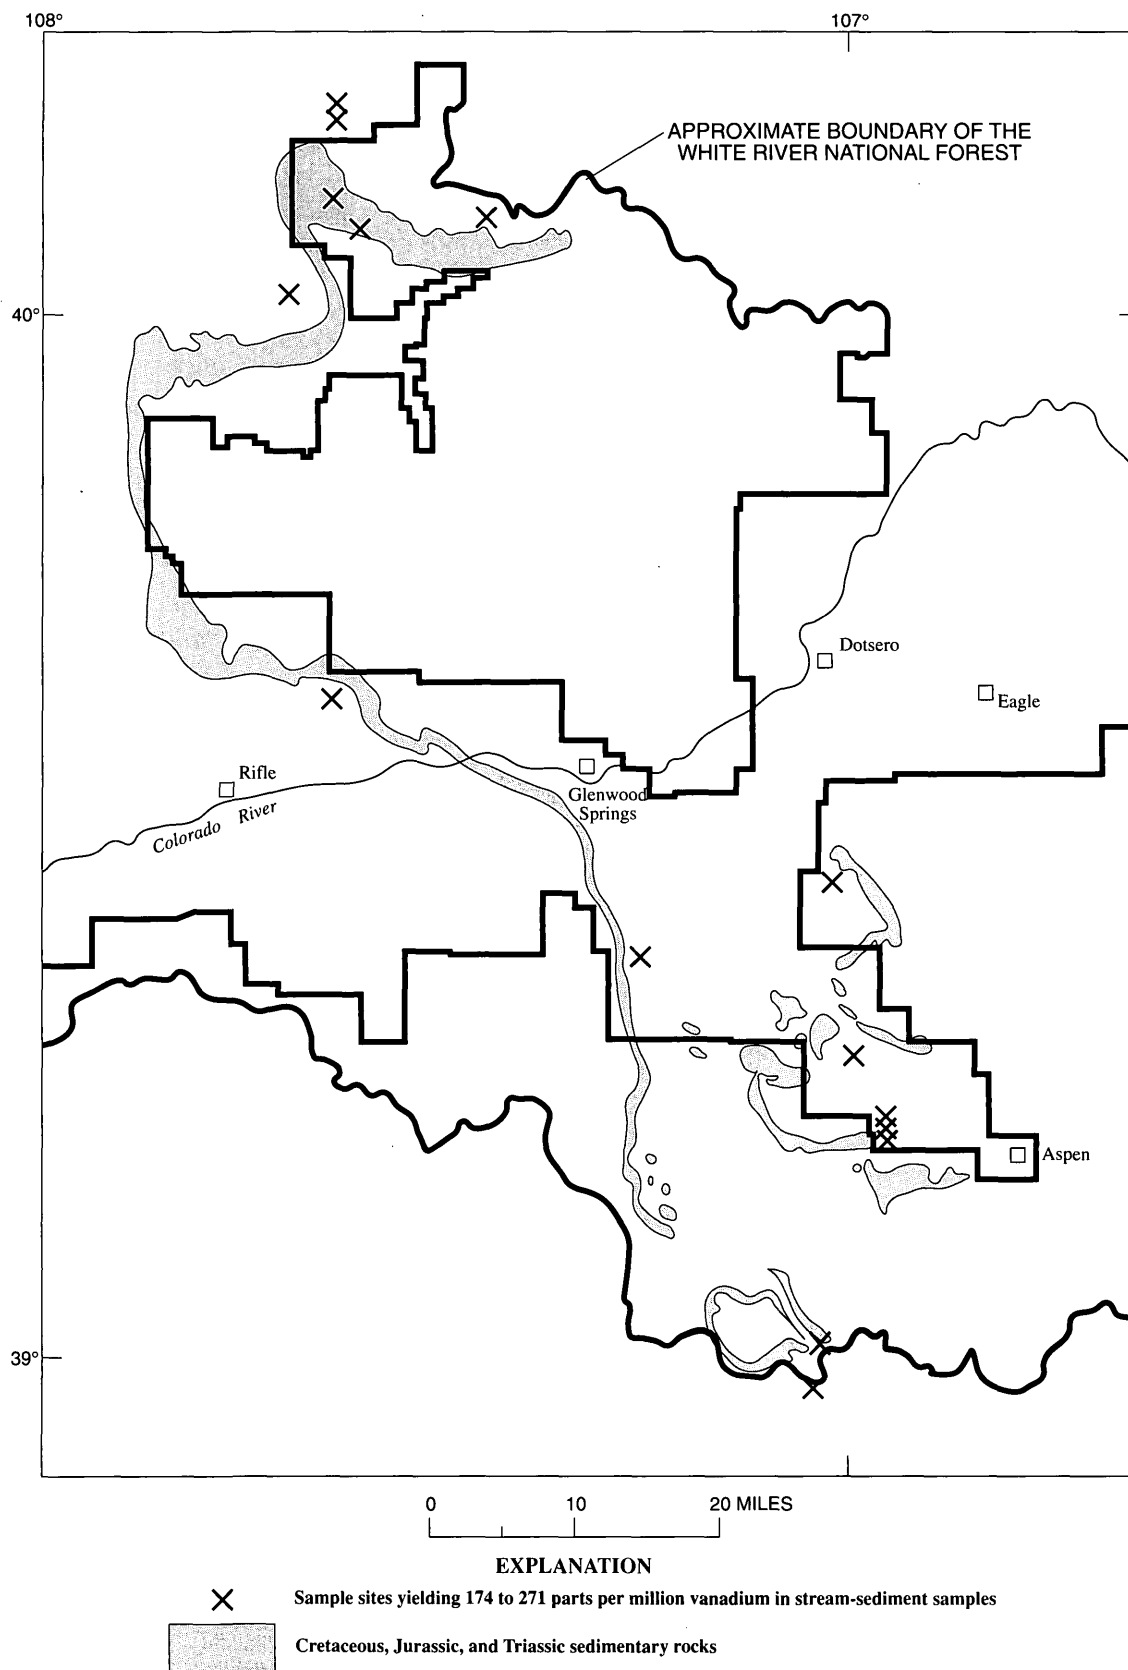 108°
107°
APPROXIMATE BOUNDARY OF THE
WHITE RIVER NATIONAL FOREST
40°
Dotsero
Eagle
Rifle
Glenwood
Springs
Colorado River
Aspen
39°
0 10 20 MILES
EXPLANATION
Sample sites yielding 174 to 271 parts per million vanadium in stream-sediment samples
Cretaceous, Jurassic, and Triassic sedimentary rocks